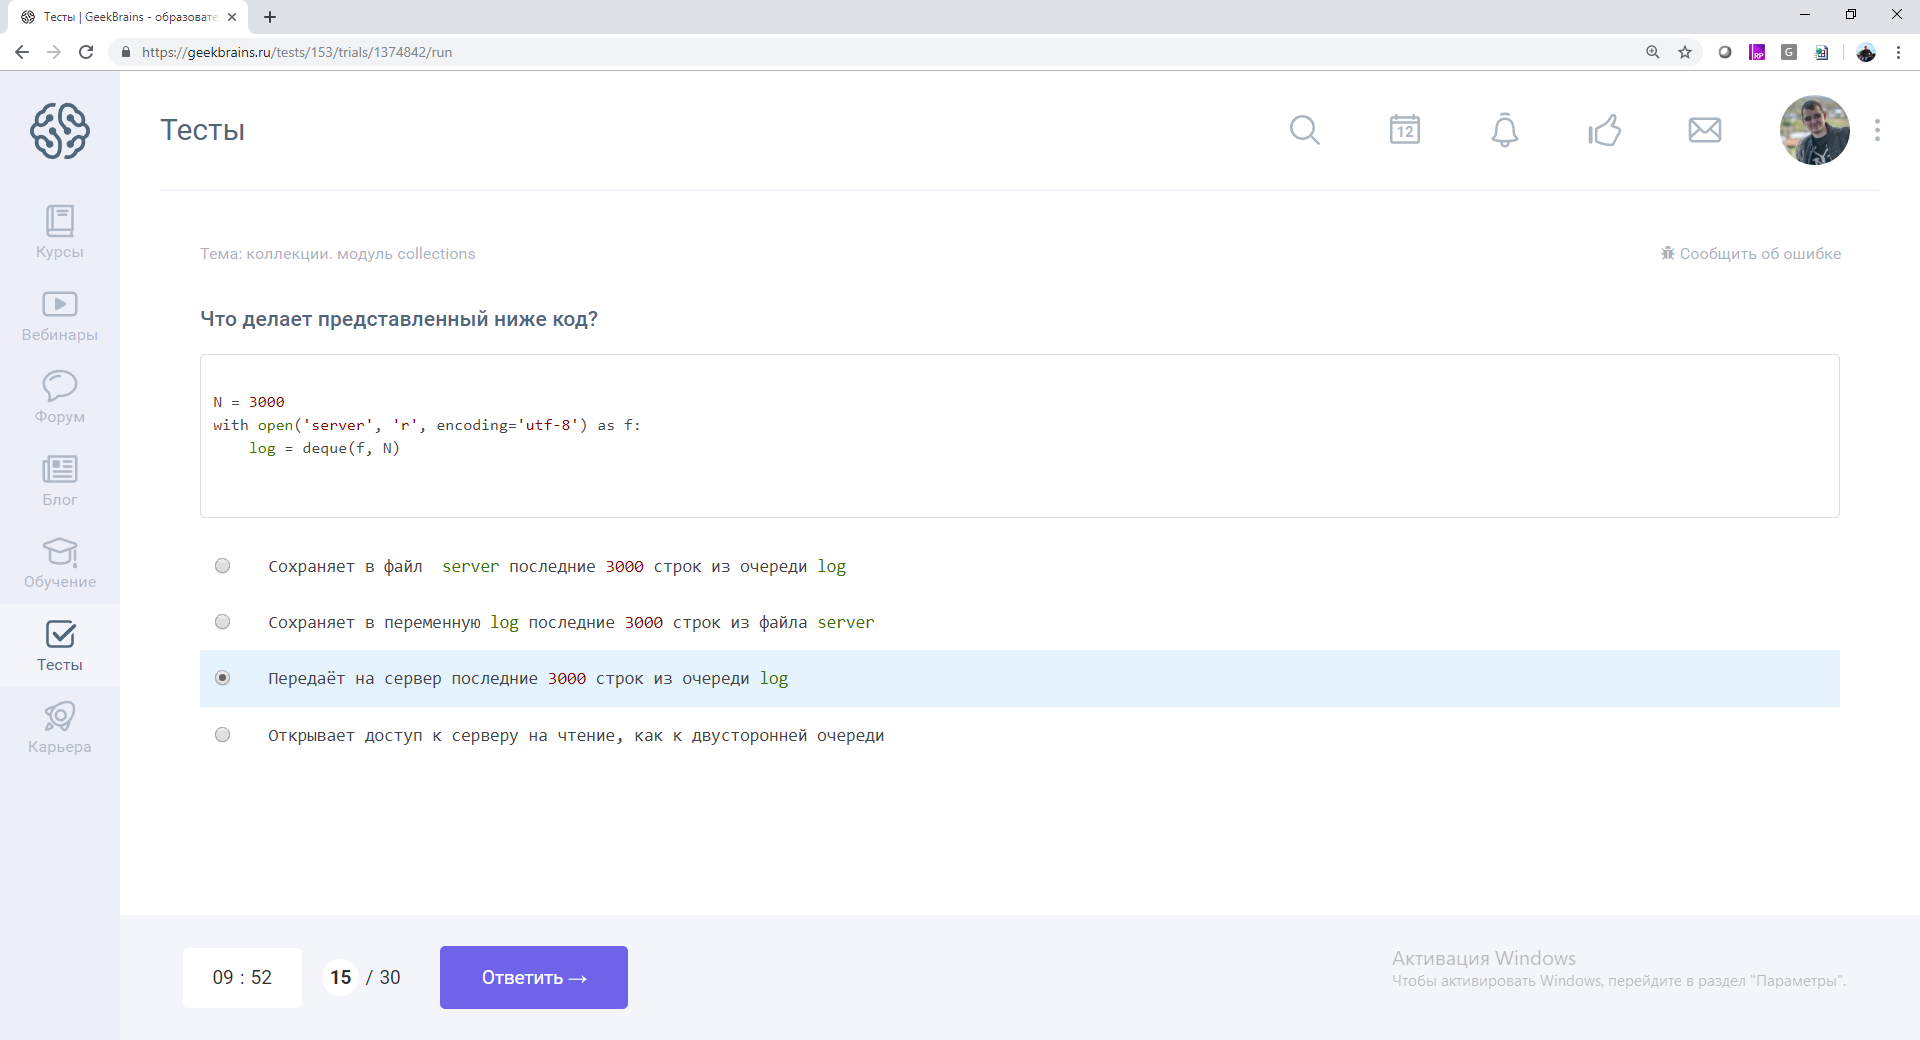 Тесты | GeekBrains - образовате
https://geekbrains.ru/tests/153/trials/1374842/run
RP
G
Тесты
12
Курсы
Вебинары
Форум
Блог
Обучение
Тесты
Карьера
Тема: коллекции. модуль collections
Сообщить об ошибке
Что делает представленный ниже код?
N = 3000
with open('server', 'r', encoding='utf-8') as f:
    log = deque(f, N)
Сохраняет в файл  server последние 3000 строк из очереди log
Сохраняет в переменную log последние 3000 строк из файла server
Передаёт на сервер последние 3000 строк из очереди log
Открывает доступ к серверу на чтение, как к двусторонней очереди
09 : 52
15 / 30
Ответить →
Активация Windows
Чтобы активировать Windows, перейдите в раздел "Параметры".